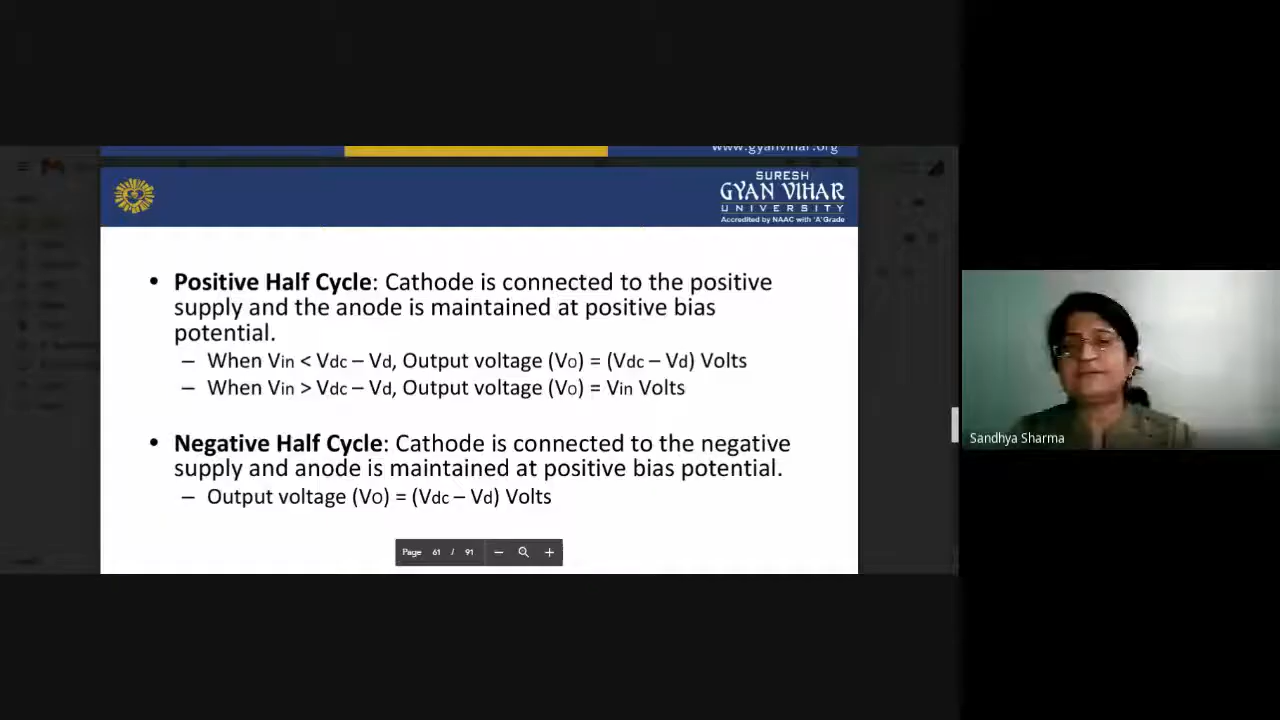 www.gyanvihar.org
SURESH
GYAN VIHAR
UNIVERSITY
Accredited by NAAC with 'A' Grade
• Positive Half Cycle: Cathode is connected to the positive
supply and the anode is maintained at positive bias
potential.
– When Vin < Vdc – Vd, Output voltage (VO) = (Vdc – Vd) Volts
– When Vin > Vdc – Vd, Output voltage (VO) = Vin Volts
• Negative Half Cycle: Cathode is connected to the negative
supply and anode is maintained at positive bias potential.
– Output voltage (VO) = (Vdc – Vd) Volts
Page 61 / 91
Sandhya Sharma